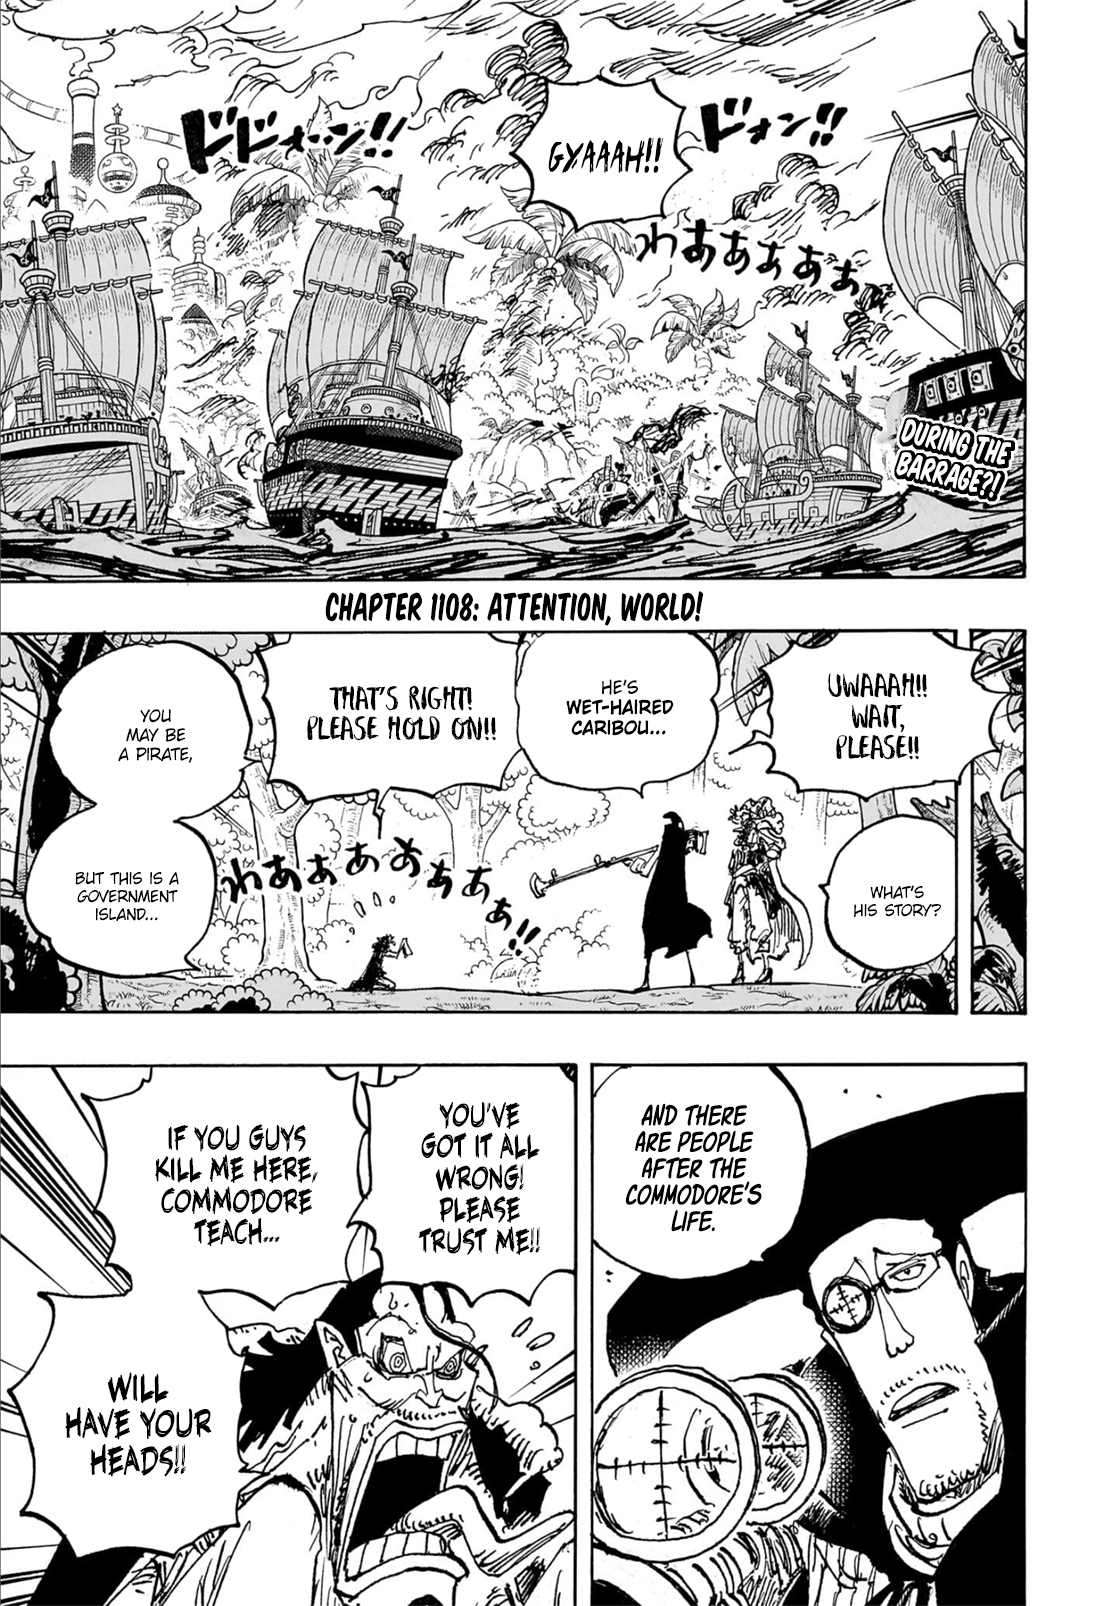 ドォン!!
GYAAAH!!
ドドォ…ン!!
わあああああ
DURING THE
BARRAGE?!
CHAPTER 1108: ATTENTION, WORLD!
UWAAAH!!
WAIT,
PLEASE!!
WHAT'S
HIS STORY?
HE'S
WET-HAIRED
CARIBOU...
THAT'S RIGHT!
PLEASE HOLD ON!!
YOU
MAY BE
A PIRATE,
BUT THIS IS A
GOVERNMENT
ISLAND...
わああああああああ!!
AND THERE
ARE PEOPLE
AFTER THE
COMMODORE'S
LIFE.
YOU'VE
GOT IT ALL
WRONG!
PLEASE
TRUST ME!!
IF YOU GUYS
KILL ME HERE,
COMMODORE
TEACH...
WILL
HAVE YOUR
HEADS!!